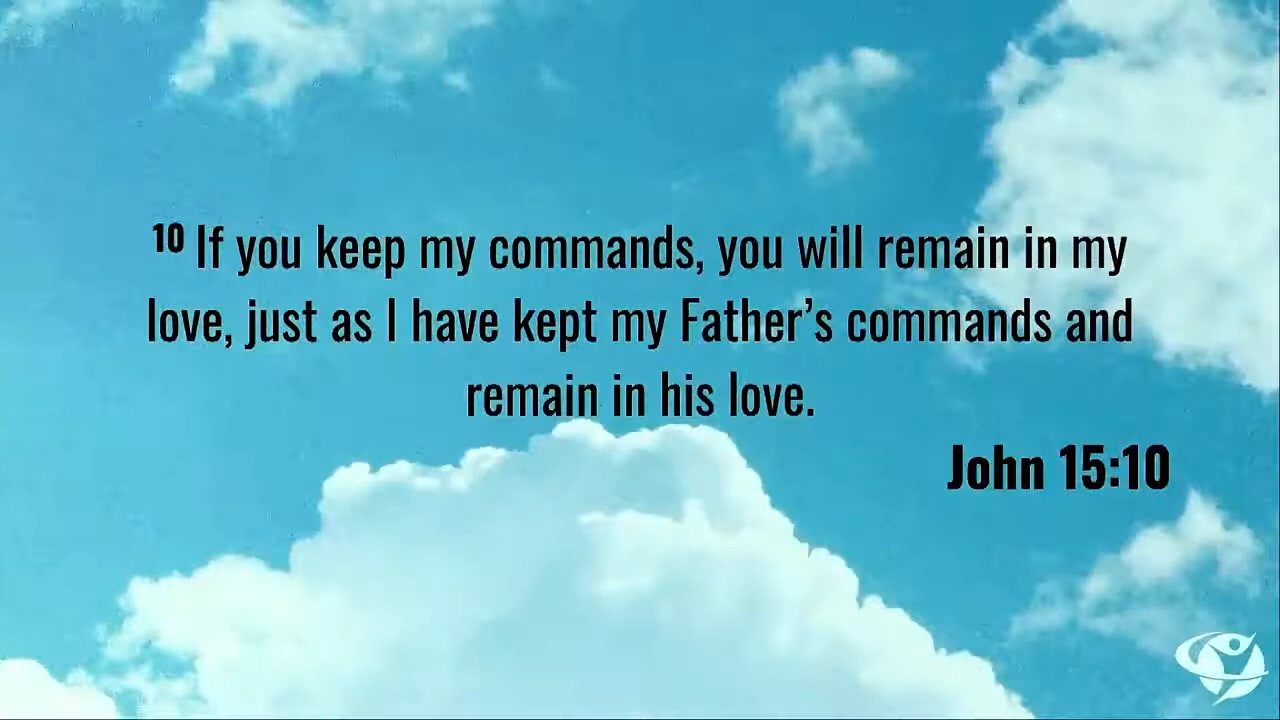 ¹⁰ If you keep my commands, you will remain in my
love, just as I have kept my Father’s commands and
remain in his love.
John 15:10